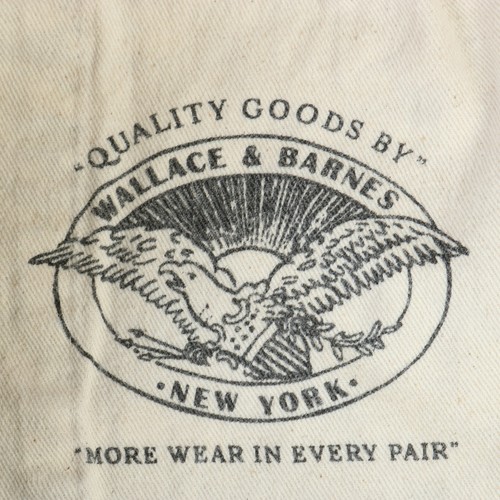 "QUALITY GOODS BY"
WALLACE & BARNES
·NEW YORK·
"MORE WEAR IN EVERY PAIR"